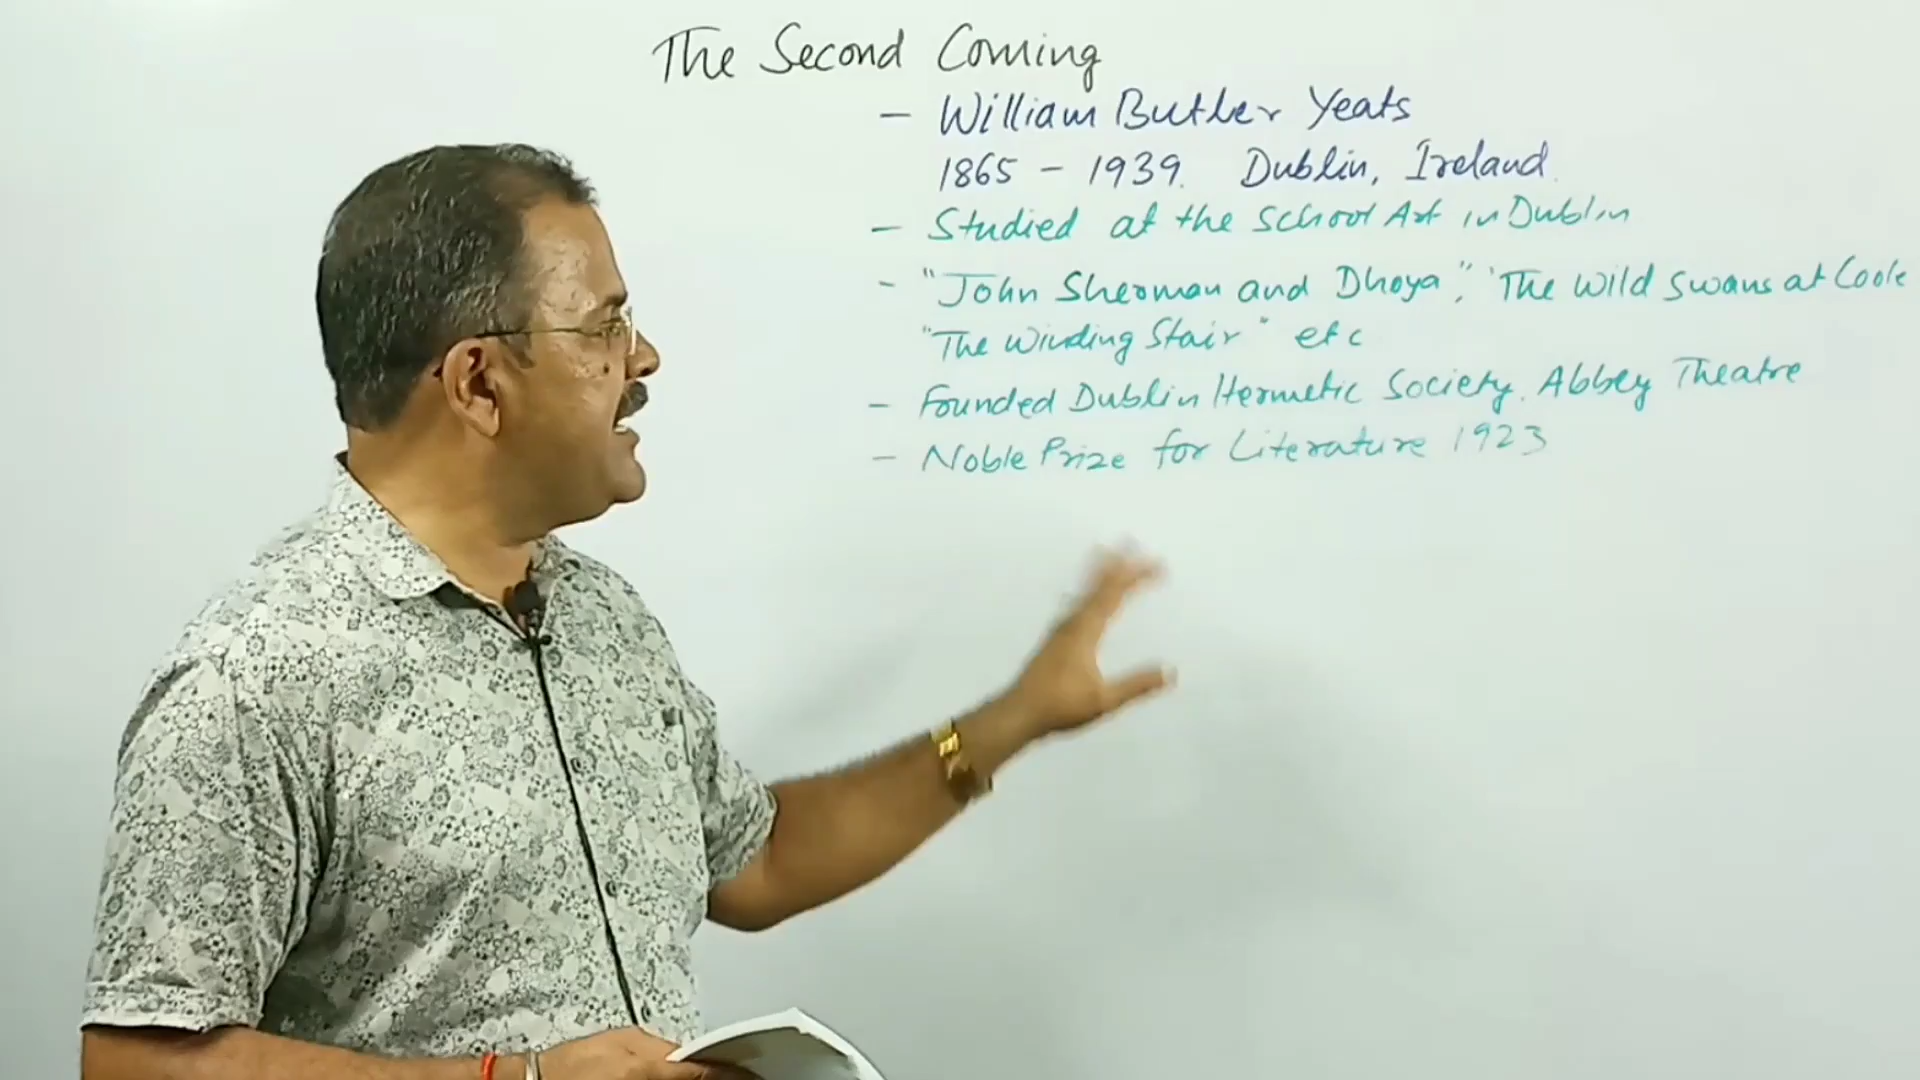 The Second Coming
— William Butler Yeats
1865 – 1939. Dublin, Ireland.
— Studied at the School Art in Dublin
- "John Sherman and Dhoya", 'The Wild Swans at Coole
"The Winding Stair" etc
— Founded Dublin Hermetic Society. Abbey Theatre
— Noble Prize for Literature 1923